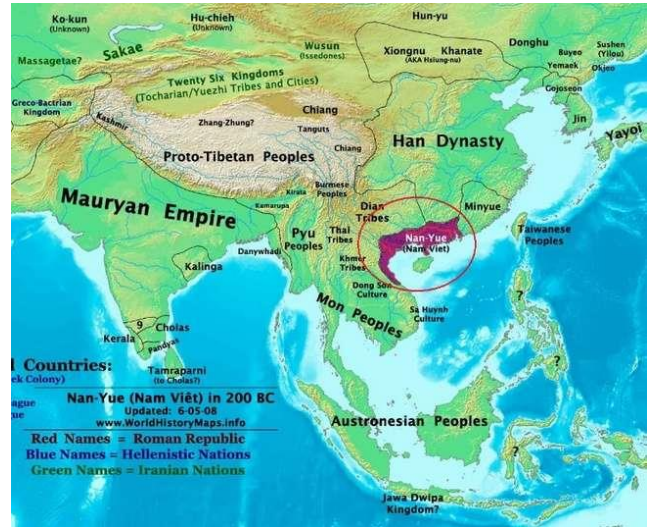 Ko-kun
(Unknown)
Hu-chieh
(Unknown)
Hun-yu
Massagetae?
Sakae
Wusun
(Issedones)
Xiongnu Khanate
(AKA Hsiung-nu)
Donghu
Sushen
(Yilou)
Buyeo
Yemaek
Okjeo
Gojoseon
Jin
Yayoi
Twenty Six Kingdoms
(Tocharian/Yuezhi Tribes and Cities)
Greco-Bactrian
Kingdom
Kashmir
Zhang-Zhung?
Chiang
Tanguts
Chiang
Proto-Tibetan Peoples
Han Dynasty
Mauryan Empire
Kirata
Kamarupa
Burmese
Peoples
Dian
Tribes
Minyue
Taiwanese
Peoples
Pyu
Peoples
Thai
Tribes
Nan-Yue
(Nam Viet)
Danywhadi
Khmer
Tribes
Kalinga
Dong Son
Culture
Mon Peoples
Sa Huynh
Culture
?
?
?
9
Cholas
Kerala
Pandyas
Tamraparni
(to Cholas?)
l Countries:
ek Colony)
ague
ue
Nan-Yue (Nam Viêt) in 200 BC
Updated: 6-05-08
www.WorldHistoryMaps.info
Red Names = Roman Republic
Blue Names = Hellenistic Nations
Green Names = Iranian Nations
Austronesian Peoples
Jawa Dwipa
Kingdom?